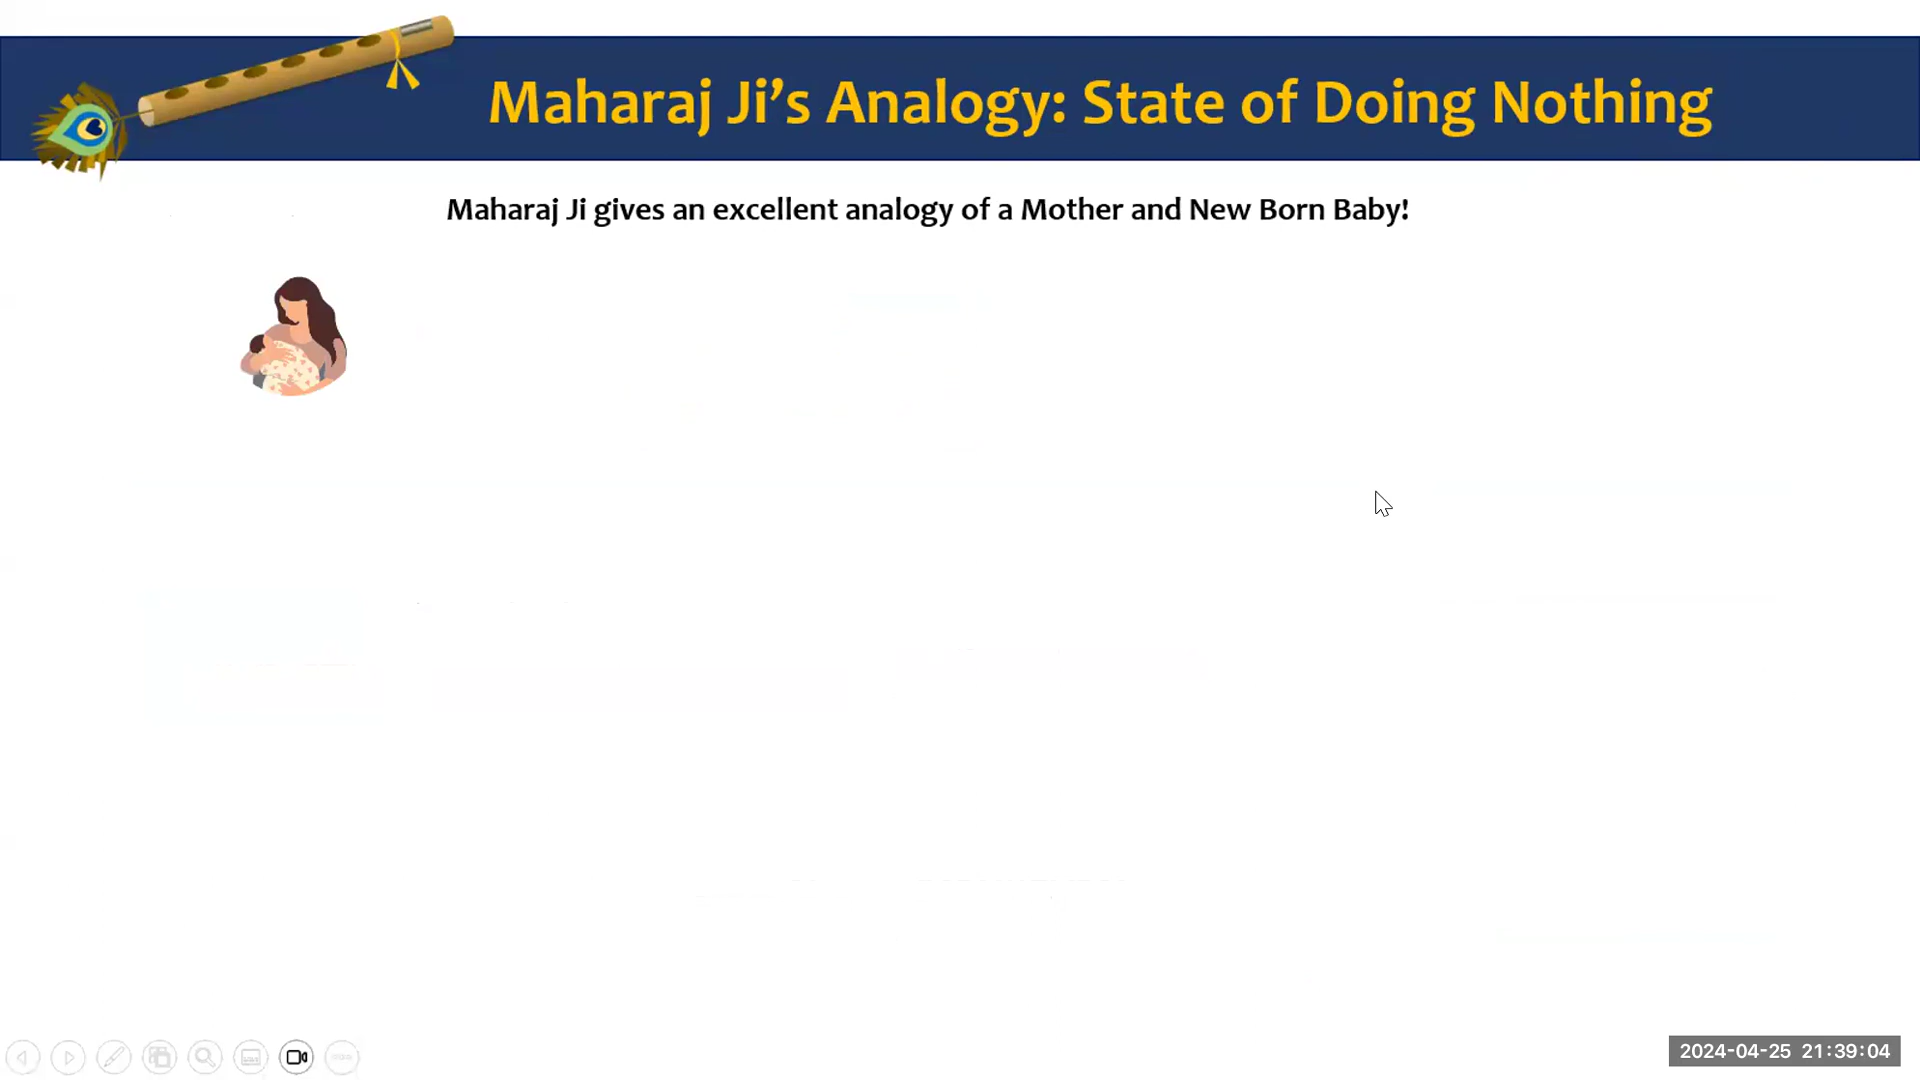 Maharaj Ji’s Analogy: State of Doing Nothing
Maharaj Ji gives an excellent analogy of a Mother and New Born Baby!
2024-04-25 21:39:04